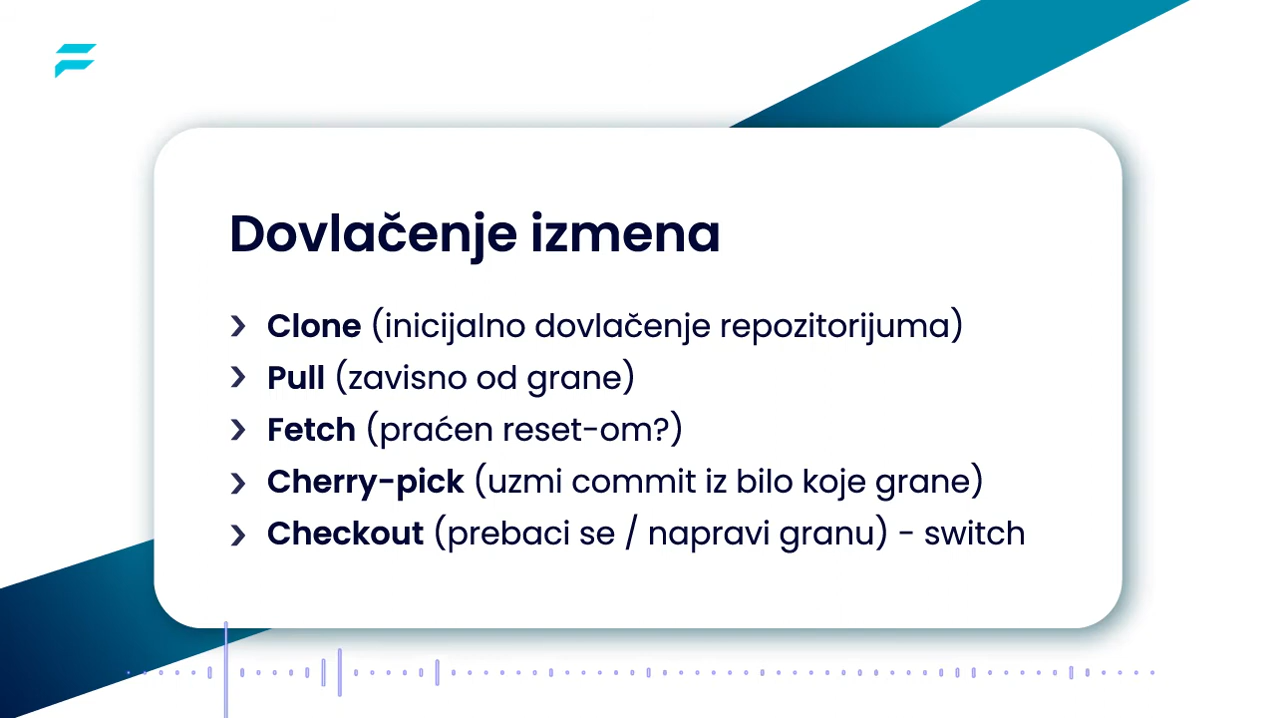 Dovlačenje izmena
› Clone (inicijalno dovlačenje repozitorijuma)
› Pull (zavisno od grane)
› Fetch (praćen reset-om?)
› Cherry-pick (uzmi commit iz bilo koje grane)
› Checkout (prebaci se / napravi granu) - switch